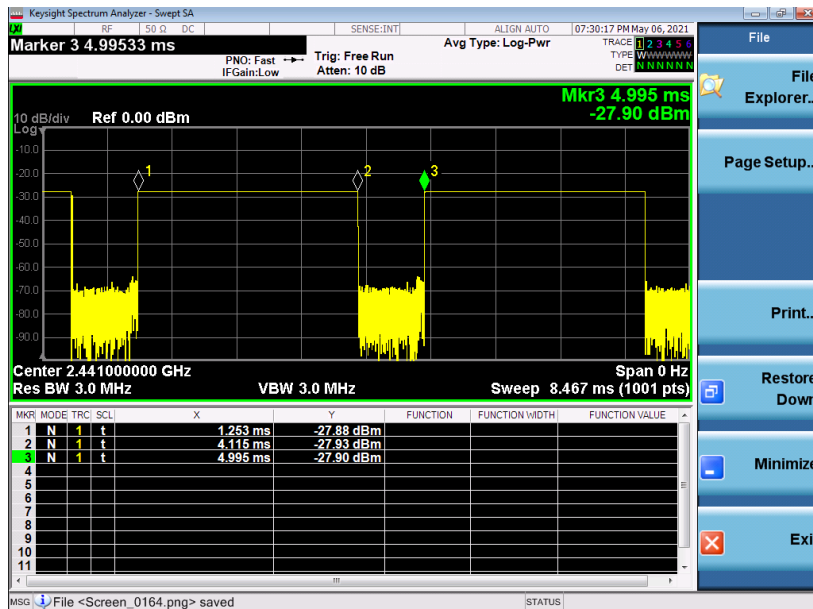 Keysight Spectrum Analyzer - Swept SA
LXI RF 50 Ω DC SENSE:INT ALIGN AUTO 07:30:17 PM May 06, 2021
Marker 3 4.99533 ms
PNO: Fast
IFGain:Low
Trig: Free Run
Atten: 10 dB
Avg Type: Log-Pwr
TRACE 1 2 3 4 5 6
TYPE WWWWWW
DET N N N N N N
Mkr3 4.995 ms
-27.90 dBm
10 dB/div Ref 0.00 dBm
Log
-10.0
-20.0
-30.0
-40.0
-50.0
-60.0
-70.0
-80.0
-90.0
1
2
3
Center 2.441000000 GHz Span 0 Hz
Res BW 3.0 MHz VBW 3.0 MHz Sweep 8.467 ms (1001 pts)
MKR MODE TRC SCL X Y FUNCTION FUNCTION WIDTH FUNCTION VALUE
1 N 1 t 1.253 ms -27.88 dBm
2 N 1 t 4.115 ms -27.93 dBm
3 N 1 t 4.995 ms -27.90 dBm
4
5
6
7
8
9
10
11
MSG File <Screen_0164.png> saved STATUS
File
File
Explorer..
Page Setup..
Print..
Restore
Down
Minimize
Exi